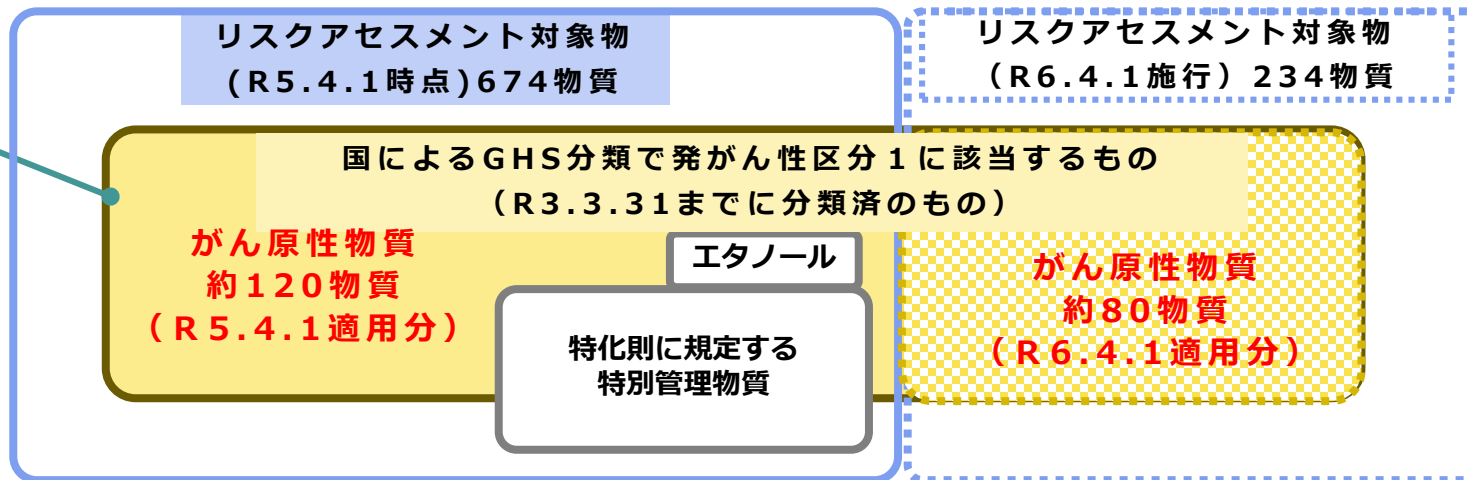 リスクアセスメント対象物
(R5.4.1時点)674物質
リスクアセスメント対象物
（R6.4.1施行）234物質
国によるGHS分類で発がん性区分１に該当するもの
（R3.3.31までに分類済のもの）
がん原性物質
約120物質
（R5.4.1適用分）
エタノール
特化則に規定する
特別管理物質
がん原性物質
約80物質
（R6.4.1適用分）